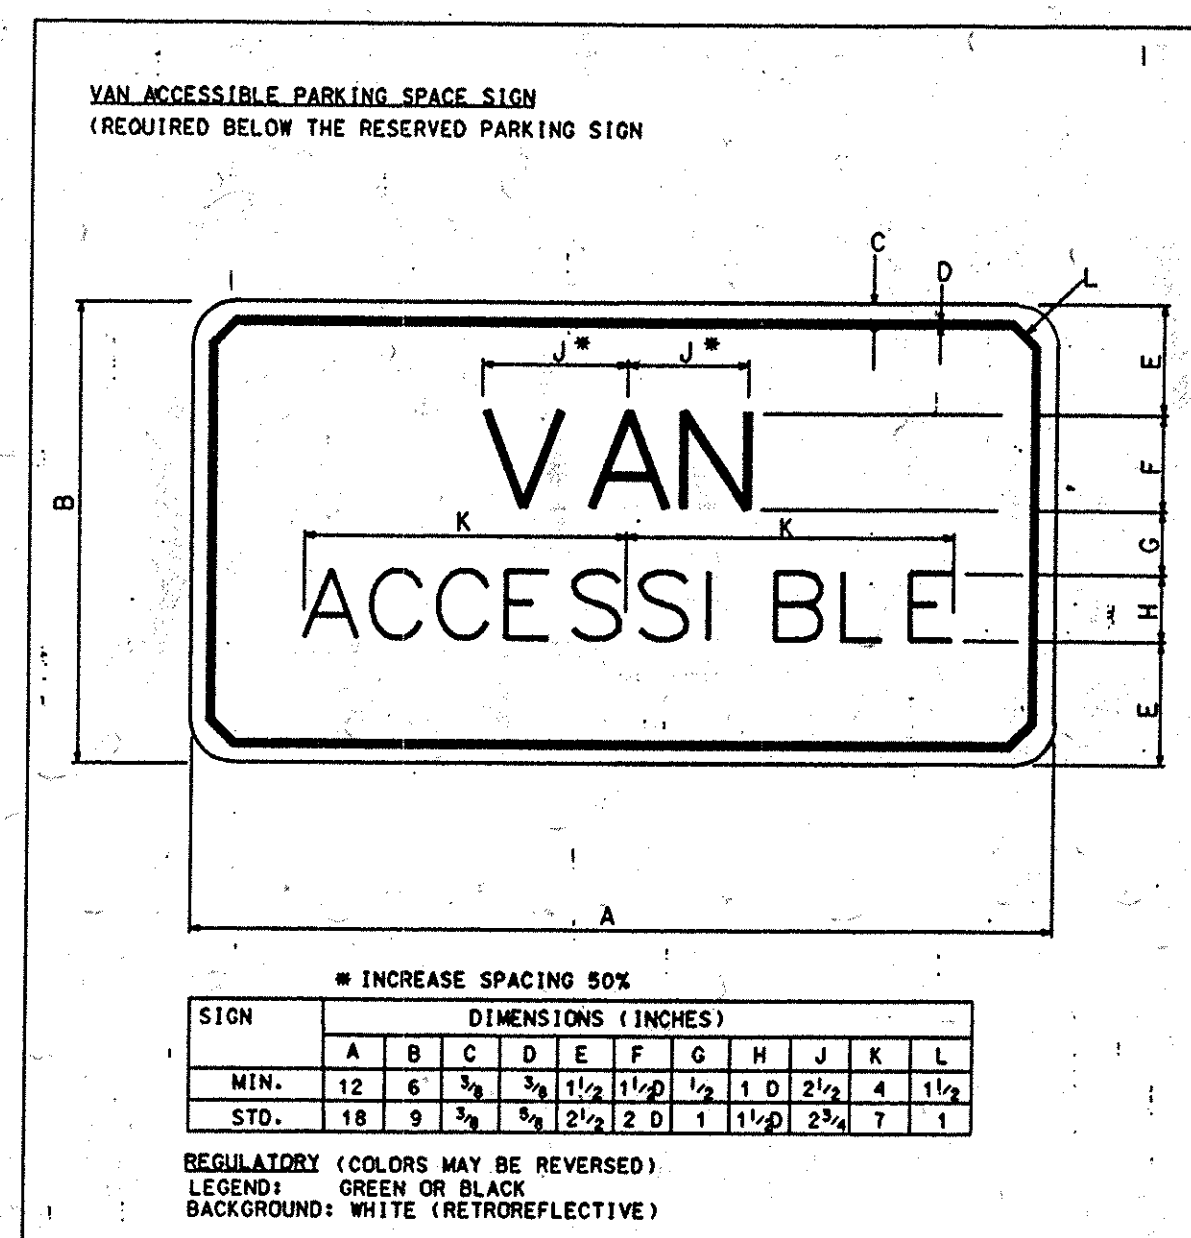 VAN ACCESSIBLE PARKING SPACE SIGN
(REQUIRED BELOW THE RESERVED PARKING SIGN
C
D
L
J* J*
E
VAN
F
B
K K
G
ACCESSIBLE
H
E
A
* INCREASE SPACING 50%
SIGN DIMENSIONS (INCHES)
A B C D E F G H J K L
MIN. 12 6 3/8 3/8 1 1/2 1 1/2D 1/2 1 D 2 1/2 4 1 1/2
STD. 18 9 3/8 5/8 2 1/2 2 D 1 1 1/2D 2 3/4 7 1
REGULATORY (COLORS MAY BE REVERSED)
LEGEND: GREEN OR BLACK
BACKGROUND: WHITE (RETROREFLECTIVE)